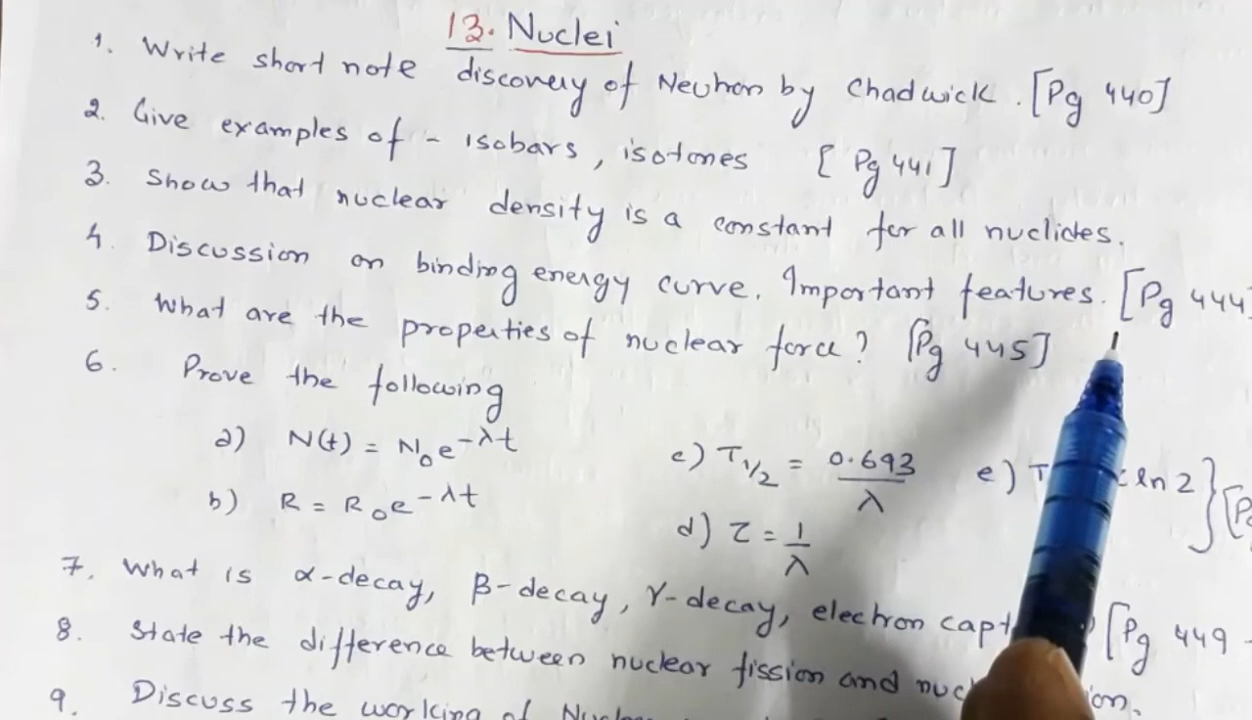 13. Nuclei
1. Write short note discovery of Neutron by Chadwick. [Pg 440]
2. Give examples of - isobars, isotones [Pg 441]
3. Show that nuclear density is a constant for all nuclides.
4. Discussion on binding energy curve. Important features. [Pg 444
5. What are the properties of nuclear force? [Pg 445]
6. Prove the following
a) N(t) = N₀e^-λt c) T1/2 = 0.693/λ e) T ln 2 }
b) R = R₀e^-λt d) τ = 1/λ
7. What is α-decay, β-decay, γ-decay, electron capt [Pg 449 -
8. State the difference between nuclear fission and nuc on.
9. Discuss the working of